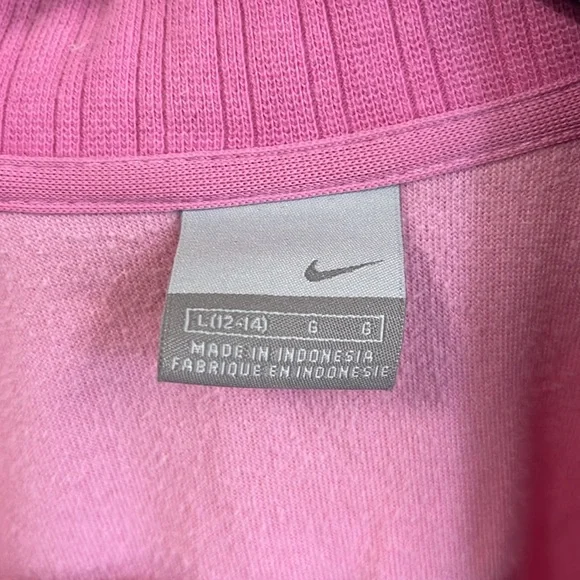 L(12-14) G G
MADE IN INDONESIA
FABRIQUE EN INDONESIE